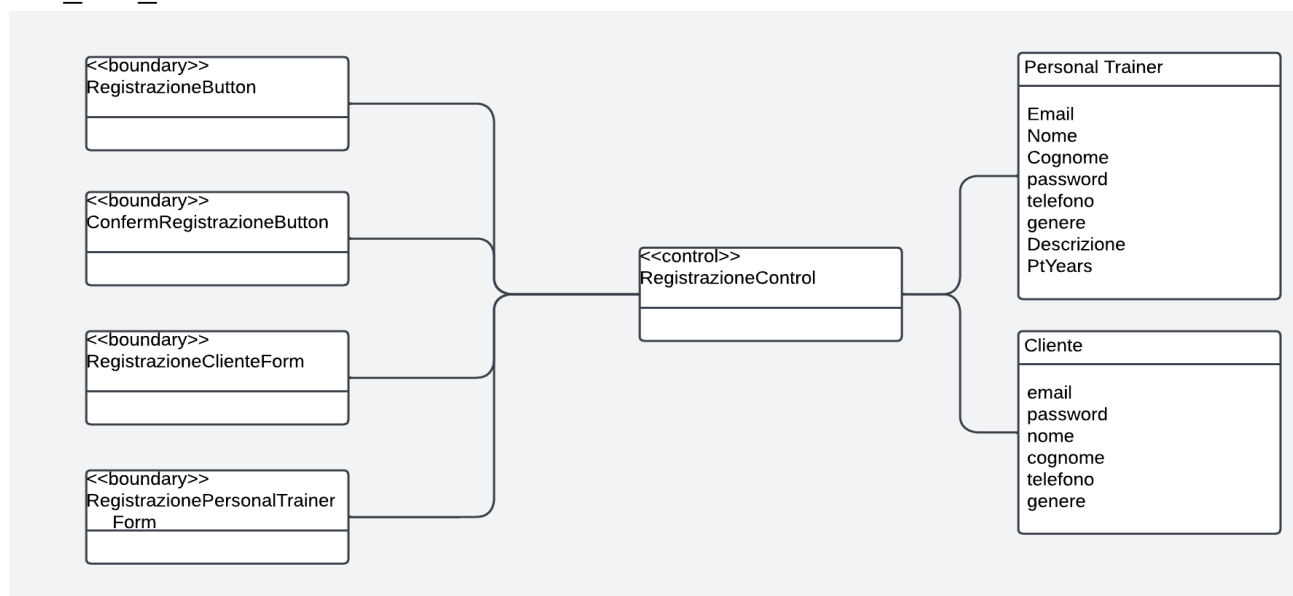 <<boundary>>
RegistrazioneButton
<<boundary>>
ConfermRegistrazioneButton
<<boundary>>
RegistrazioneClienteForm
<<boundary>>
RegistrazionePersonalTrainer
Form
<<control>>
RegistrazioneControl
Personal Trainer
Email
Nome
Cognome
password
telefono
genere
Descrizione
PtYears
Cliente
email
password
nome
cognome
telefono
genere